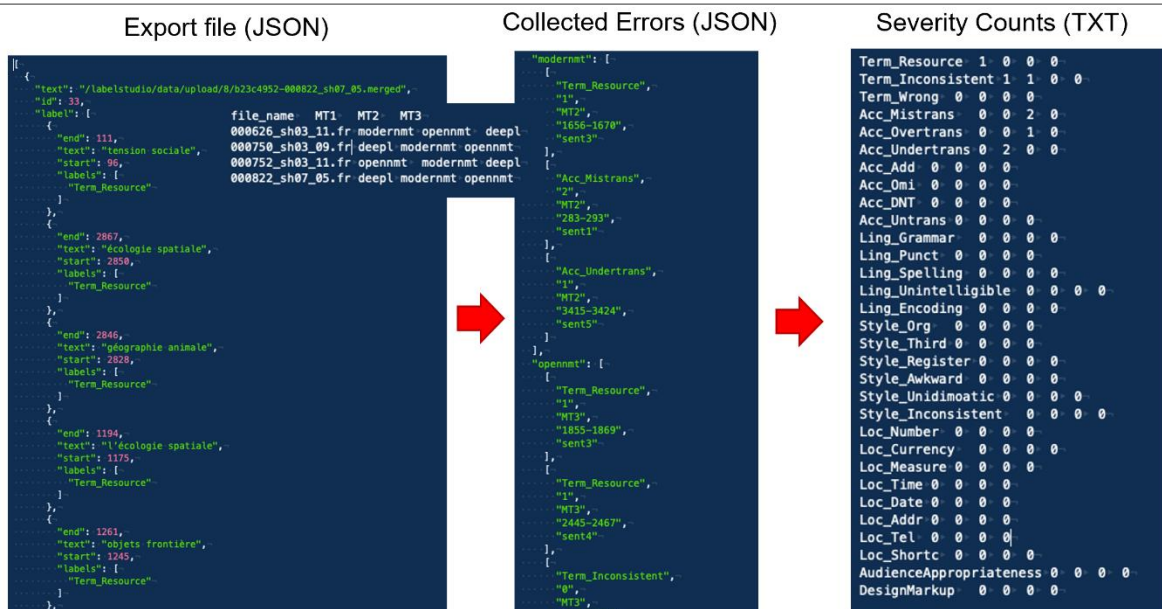 Export file (JSON)
[
{
"text": "/labelstudio/data/upload/8/b23c4952-000822_sh07_05.merged",
"id": 33,
"label": [
{
"end": 111,
"text": "tension sociale",
"start": 96,
"labels": [
"Term_Resource"
]
},
{
"end": 2867,
"text": "écologie spatiale",
"start": 2850,
"labels": [
"Term_Resource"
]
},
{
"end": 2846,
"text": "géographie animale",
"start": 2828,
"labels": [
"Term_Resource"
]
},
{
"end": 1194,
"text": "l'écologie spatiale",
"start": 1175,
"labels": [
"Term_Resource"
]
},
{
"end": 1261,
"text": "objets frontière",
"start": 1245,
"labels": [
"Term_Resource"
]
},
file_name MT1 MT2 MT3
000626_sh03_11.fr modernmt opennmt deepl
000750_sh03_09.fr deepl modernmt opennmt
000752_sh03_11.fr opennmt modernmt deepl
000822_sh07_05.fr deepl modernmt opennmt
Collected Errors (JSON)
"modernmt": [
[
"Term_Resource",
"1",
"MT2",
"1656-1670",
"sent3"
],
[
"Acc_Mistrans",
"2",
"MT2",
"283-293",
"sent1"
],
[
"Acc_Undertrans",
"1",
"MT2",
"3415-3424",
"sent5"
]
],
"opennmt": [
[
"Term_Resource",
"1",
"MT3",
"1855-1869",
"sent3"
],
[
"Term_Resource",
"1",
"MT3",
"2445-2467",
"sent4"
],
[
"Term_Inconsistent",
"0",
"MT3",
Severity Counts (TXT)
Term_Resource 1 0 0 0
Term_Inconsistent 1 1 0 0
Term_Wrong 0 0 0 0
Acc_Mistrans 0 0 2 0
Acc_Overtrans 0 0 1 0
Acc_Undertrans 0 2 0 0
Acc_Add 0 0 0 0
Acc_Omi 0 0 0 0
Acc_DNT 0 0 0 0
Acc_Untrans 0 0 0 0
Ling_Grammar 0 0 0 0
Ling_Punct 0 0 0 0
Ling_Spelling 0 0 0 0
Ling_Unintelligible 0 0 0 0
Ling_Encoding 0 0 0 0
Style_Org 0 0 0 0
Style_Third 0 0 0 0
Style_Register 0 0 0 0
Style_Awkward 0 0 0 0
Style_Unidimoatic 0 0 0 0
Style_Inconsistent 0 0 0 0
Loc_Number 0 0 0 0
Loc_Currency 0 0 0 0
Loc_Measure 0 0 0 0
Loc_Time 0 0 0 0
Loc_Date 0 0 0 0
Loc_Addr 0 0 0 0
Loc_Tel 0 0 0 0
Loc_Shortc 0 0 0 0
AudienceAppropriateness 0 0 0 0
DesignMarkup 0 0 0 0